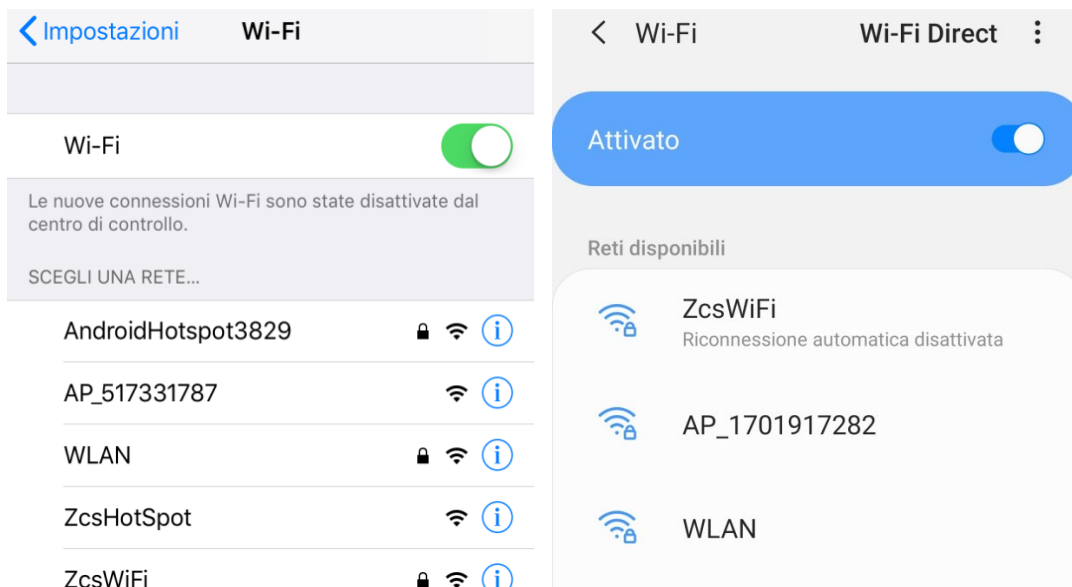 Impostazioni Wi-Fi
Wi-Fi
Le nuove connessioni Wi-Fi sono state disattivate dal
centro di controllo.
SCEGLI UNA RETE...
AndroidHotspot3829
AP_517331787
WLAN
ZcsHotSpot
ZcsWiFi
Wi-Fi Wi-Fi Direct
Attivato
Reti disponibili
ZcsWiFi
Riconnessione automatica disattivata
AP_1701917282
WLAN